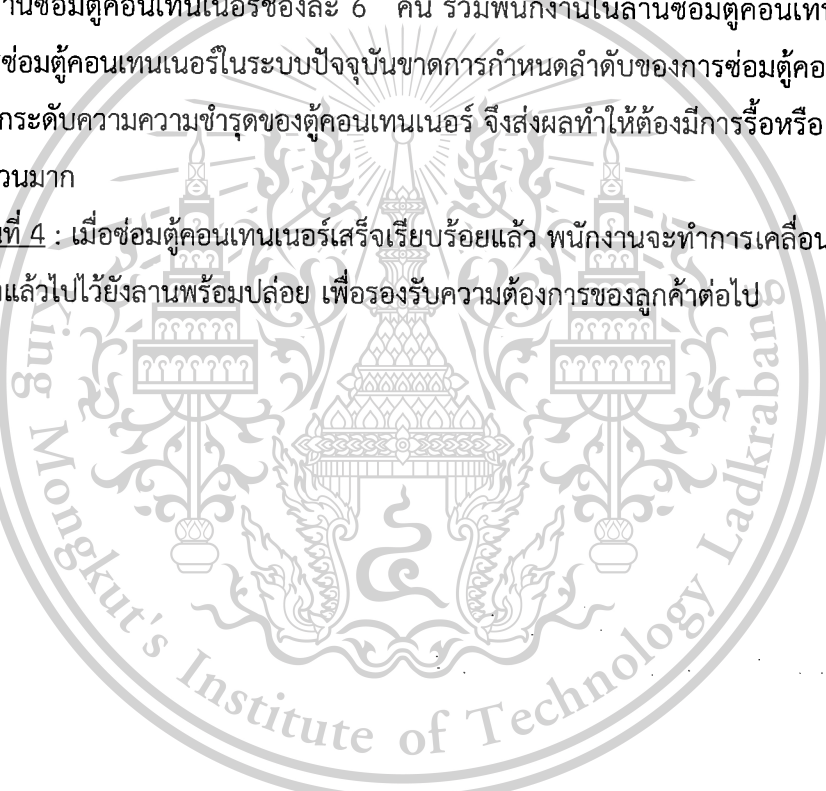 านซ่อมตู้คอนเทนเนอร์ช่องละ 6 คน รวมพนักงานในลานซ่อมตู้คอนเทน
ซ่อมตู้คอนเทนเนอร์ในระบบปัจจุบันขาดการกำหนดลำดับของการซ่อมตู้คอ
กระดับความความชำรุดของตู้คอนเทนเนอร์ จึงส่งผลทำให้ต้องมีการรื้อหรือ
วนมาก
นที่ 4 : เมื่อซ่อมตู้คอนเทนเนอร์เสร็จเรียบร้อยแล้ว พนักงานจะทำการเคลื่อน
แล้วไปไว้ยังลานพร้อมปล่อย เพื่อรองรับความต้องการของลูกค้าต่อไป
King Mongkut's Institute of Technology Ladkrabang